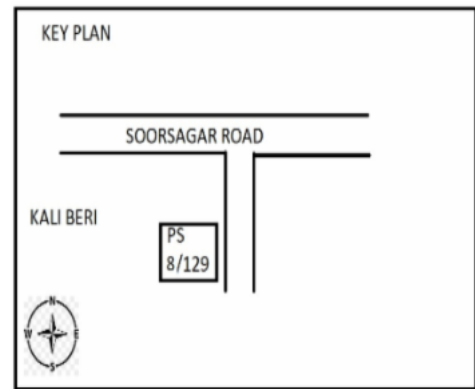 KEY PLAN
SOORSAGAR ROAD
KALI BERI
PS
8/129
N
W E
S